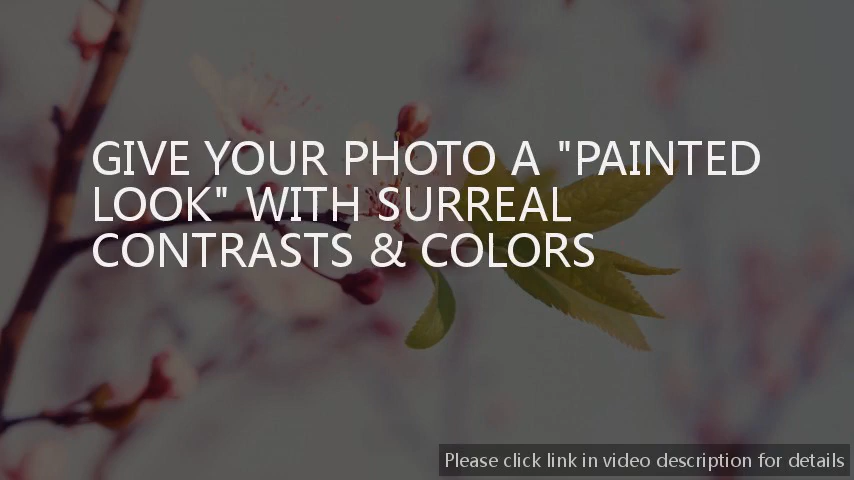 GIVE YOUR PHOTO A "PAINTED
LOOK" WITH SURREAL
CONTRASTS & COLORS
Please click link in video description for details